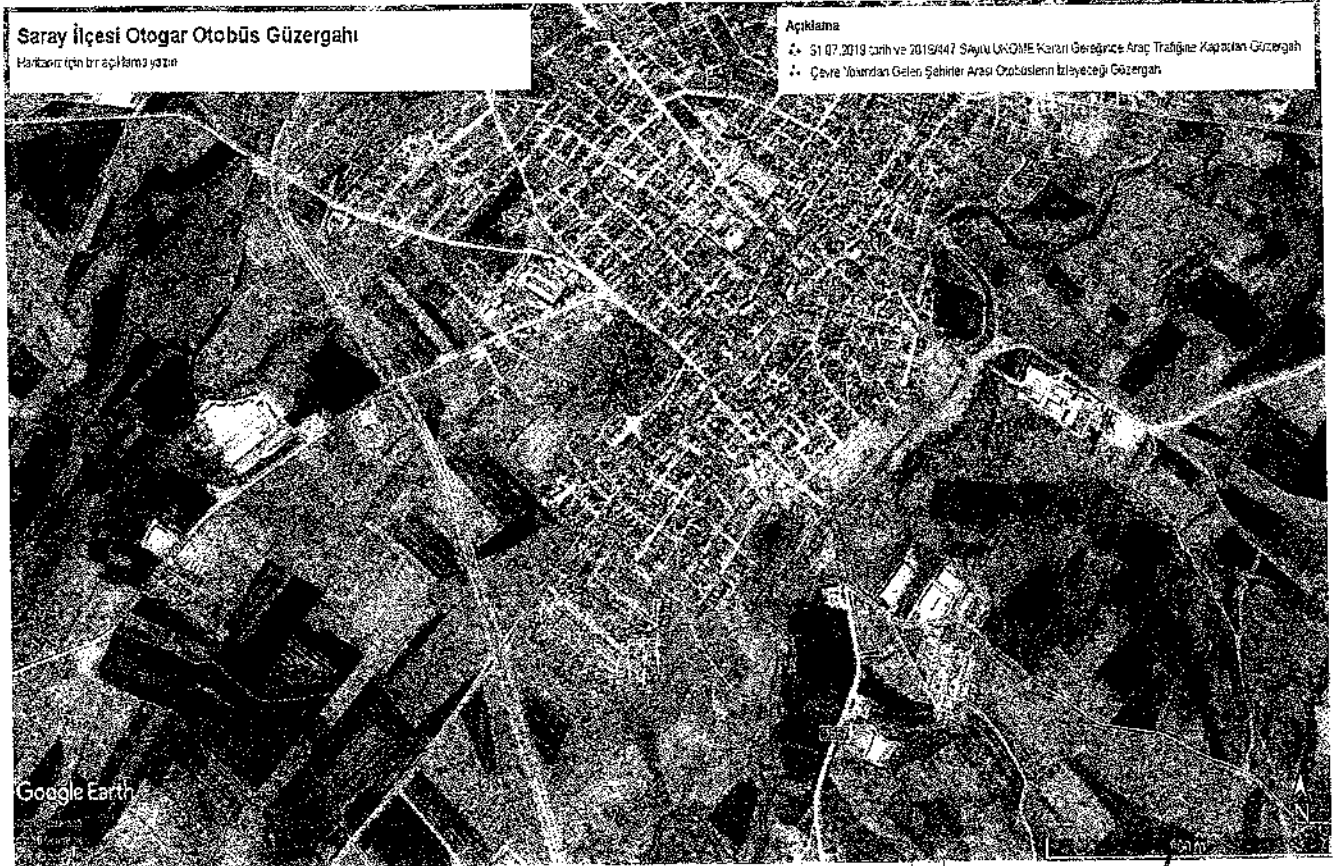 Saray İlçesi Otogar Otobüs Güzergahı
Haritanız için bir açıklama yazın
Açıklama
31.07.2019 tarih ve 2019/447 Sayılı UKOME Kararı Gereğince Araç Trafiğine Kapatılan Güzergah
Çevre Yolundan Gelen Şehirler Arası Otobüslerin İzleyeceği Güzergah
Google Earth